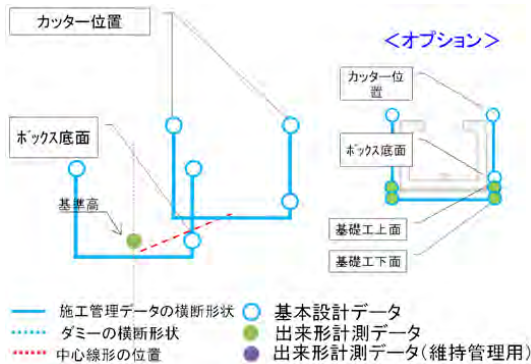 カッター位置
＜オプション＞
カッター位
置
ボックス底面
ボックス底面
基準高
基礎工上面
基礎工下面
施工管理データの横断形状
基本設計データ
ダミーの横断形状
出来形計測データ
中心線形の位置
出来形計測データ(維持管理用)